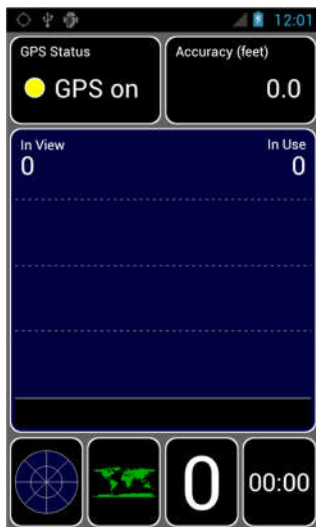 12:01
GPS Status
GPS on
Accuracy (feet)
0.0
In View
0
In Use
0
0
00:00